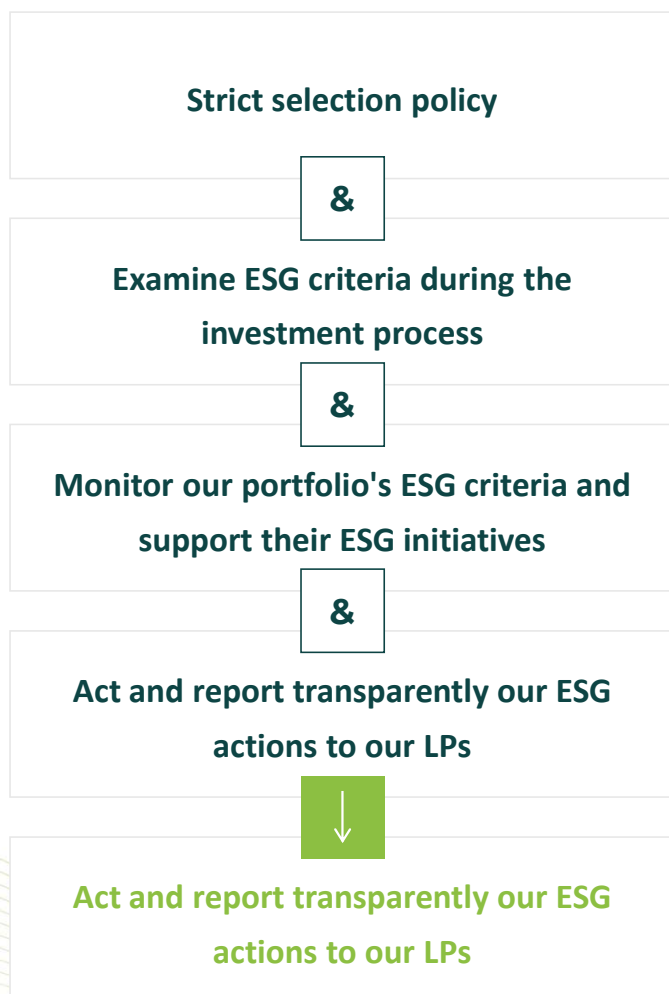 Strict selection policy
&
Examine ESG criteria during the
investment process
&
Monitor our portfolio's ESG criteria and
support their ESG initiatives
&
Act and report transparently our ESG
actions to our LPs
↓
Act and report transparently our ESG
actions to our LPs